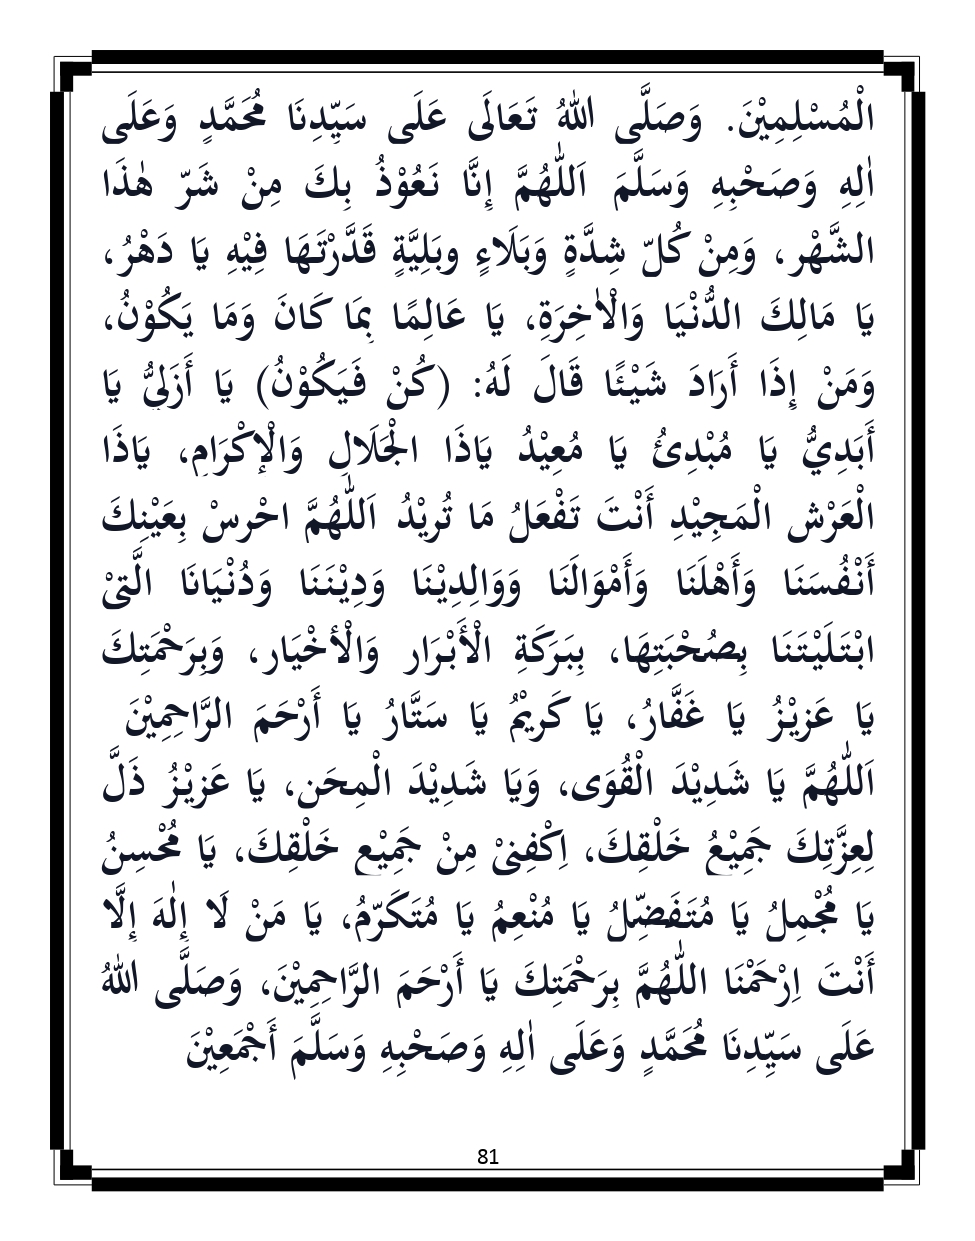 الْمُسْلِمِيْنَ. وَصَلَّى اللهُ تَعَالَى عَلَى سَيِّدِنَا مُحَمَّدٍ وَعَلَى
اٰلِهِ وَصَحْبِهِ وَسَلَّمَ اَللّٰهُمَّ إِنَّا نَعُوْذُ بِكَ مِنْ شَرِّ هٰذَا
الشَّهْرِ، وَمِنْ كُلِّ شِدَّةٍ وَبَلَاءٍ وبَلِيَّةٍ قَدَّرْتَهَا فِيْهِ يَا دَهْرُ،
يَا مَالِكَ الدُّنْيَا وَالْاٰخِرَةِ، يَا عَالِمًا بِمَا كَانَ وَمَا يَكُوْنُ،
وَمَنْ إِذَا أَرَادَ شَيْئًا قَالَ لَهُ: (كُنْ فَيَكُوْنُ) يَا أَزَلِيُّ يَا
أَبَدِيُّ يَا مُبْدِئُ يَا مُعِيْدُ يَاذَا الْجَلَالِ وَالْإِكْرَامِ، يَاذَا
الْعَرْشِ الْمَجِيْدِ أَنْتَ تَفْعَلُ مَا تُرِيْدُ اَللّٰهُمَّ احْرِسْ بِعَيْنِكَ
أَنْفُسَنَا وَأَهْلَنَا وَأَمْوَالَنَا وَوَالِدِيْنَا وَدِيْنَنَا وَدُنْيَانَا الَّتِيْ
ابْتَلَيْتَنَا بِصُحْبَتِهَا، بِبَرَكَةِ الْأَبْرَارِ وَالْأَخْيَارِ، وَبِرَحْمَتِكَ
يَا عَزِيْزُ يَا غَفَّارُ، يَا كَرِيْمُ يَا سَتَّارُ يَا أَرْحَمَ الرَّاحِمِيْنَ
اَللّٰهُمَّ يَا شَدِيْدَ الْقُوَى، وَيَا شَدِيْدَ الْمِحَنِ، يَا عَزِيْزُ ذَلَّ
لِعِزَّتِكَ جَمِيْعُ خَلْقِكَ، اِكْفِنِيْ مِنْ جَمِيْعِ خَلْقِكَ، يَا مُحْسِنُ
يَا مُجْمِلُ يَا مُتَفَضِّلُ يَا مُنْعِمُ يَا مُتَكَرِّمُ، يَا مَنْ لَا إِلٰهَ إِلَّا
أَنْتَ اِرْحَمْنَا اللّٰهُمَّ بِرَحْمَتِكَ يَا أَرْحَمَ الرَّاحِمِيْنَ، وَصَلَّى اللهُ
عَلَى سَيِّدِنَا مُحَمَّدٍ وَعَلَى اٰلِهِ وَصَحْبِهِ وَسَلَّمَ أَجْمَعِيْنَ
81